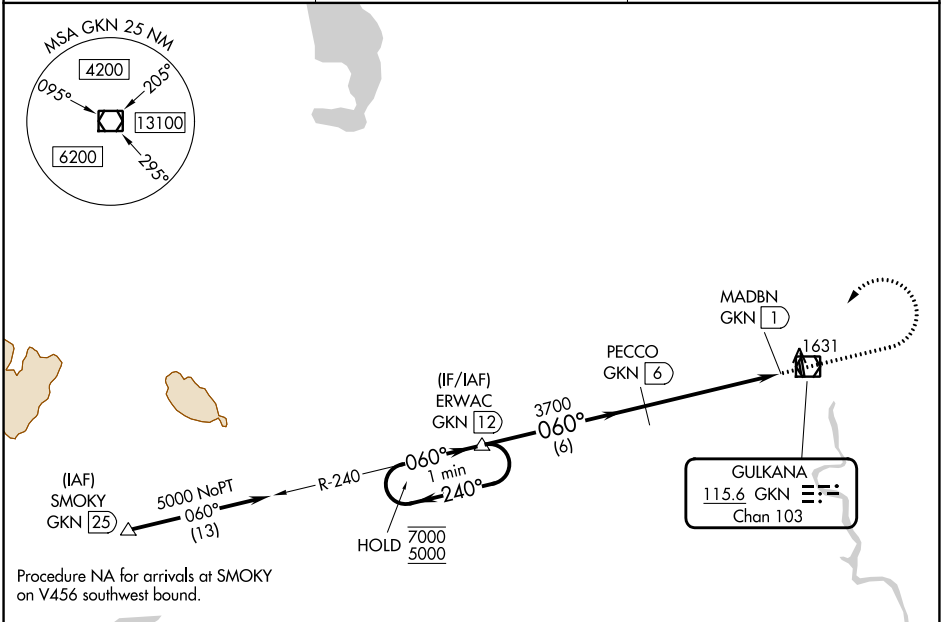 MSA GKN 25 NM
4200
095°
205°
13100
6200
295°
MADBN
GKN 1
1631
PECCO
GKN 6
(IF/IAF)
ERWAC
GKN 12
3700
060°
(6)
060°
1 min
240°
R-240
(IAF)
SMOKY
GKN 25
5000 NoPT
060°
(13)
HOLD 7000
5000
GULKANA
115.6 GKN
Chan 103
Procedure NA for arrivals at SMOKY
on V456 southwest bound.